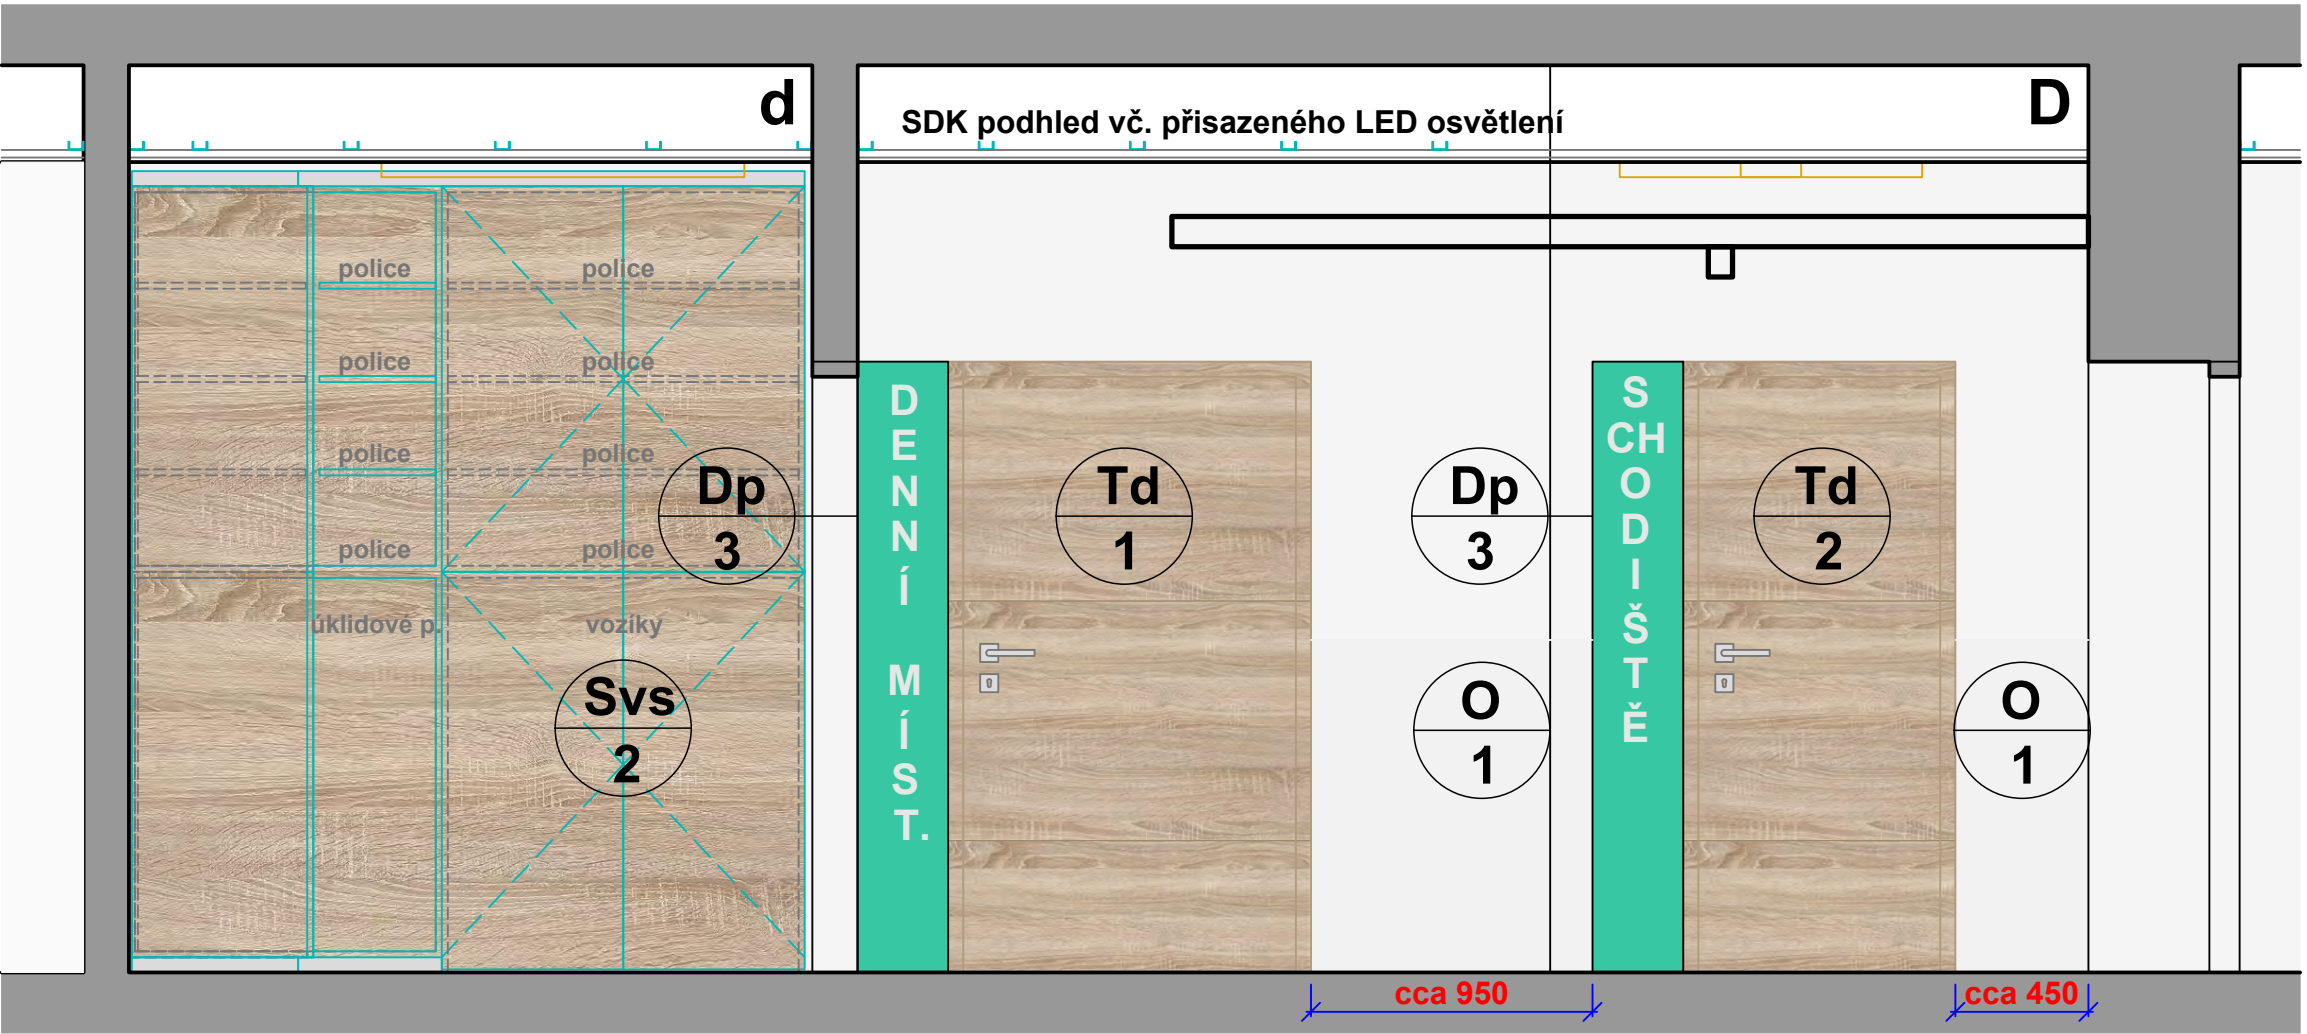 d
D
SDK podhled vč. přisazeného LED osvětlení
police
police
police
police
police
police
police
police
úklidové p.
vozíky
Dp
3
Svs
2
DENNÍ MÍST.
Td
1
Dp
3
O
1
SCHODIŠTĚ
Td
2
O
1
cca 950
cca 450